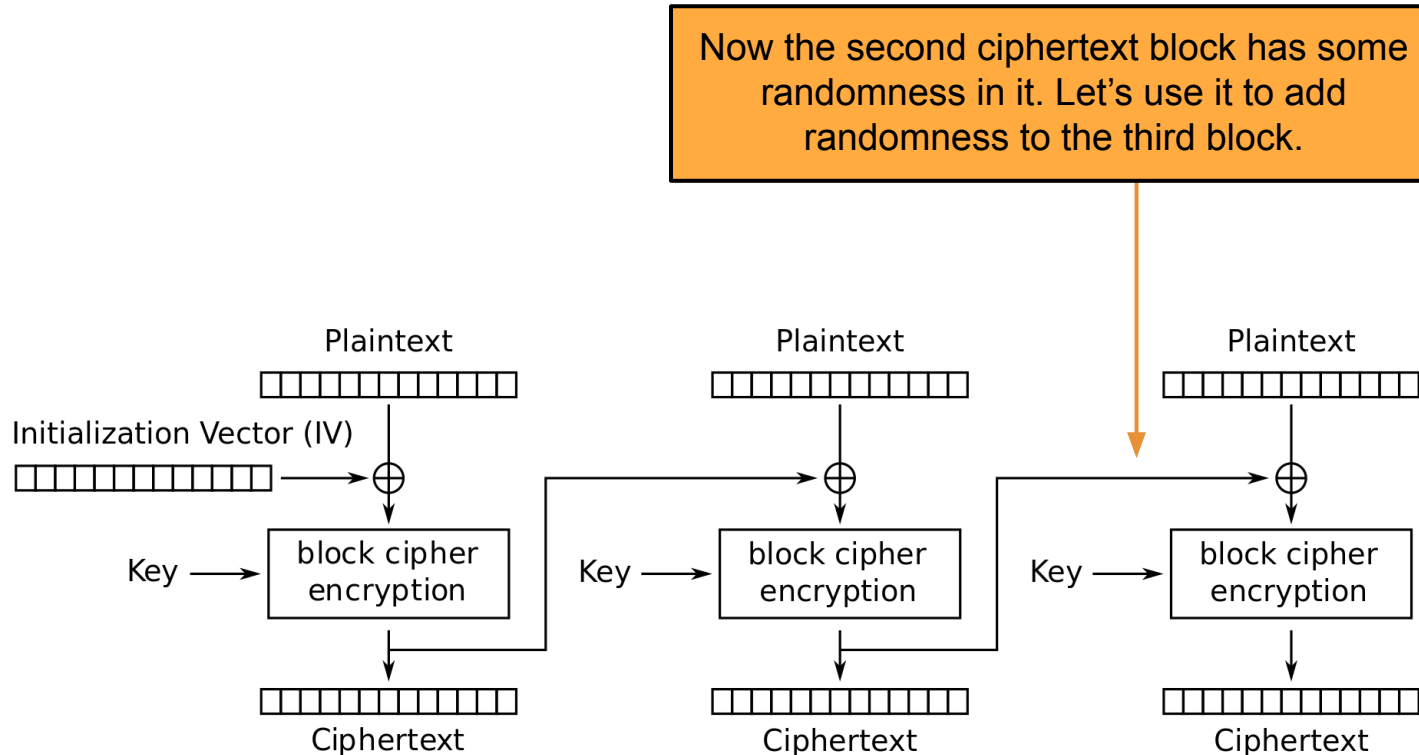 Now the second ciphertext block has some
randomness in it. Let's use it to add
randomness to the third block.
Plaintext
Plaintext
Plaintext
Initialization Vector (IV)
Key
block cipher
encryption
Key
block cipher
encryption
Key
block cipher
encryption
Ciphertext
Ciphertext
Ciphertext